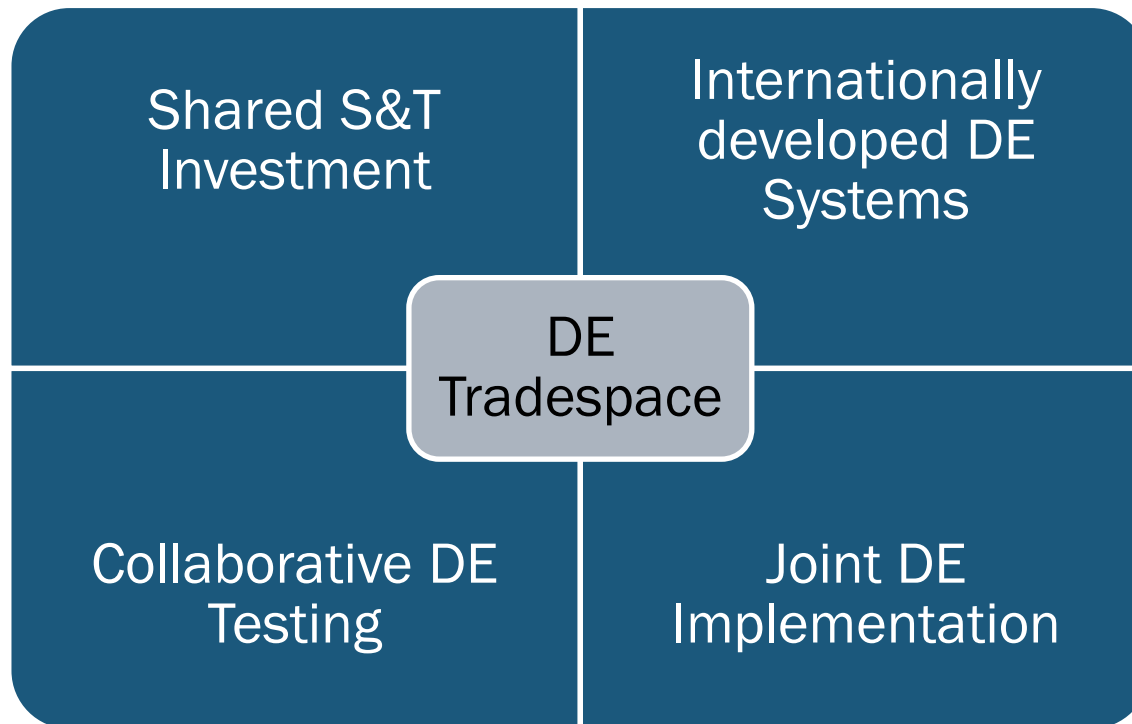 Shared S&T
Investment
Internationally
developed DE
Systems
DE
Tradespace
Collaborative DE
Testing
Joint DE
Implementation